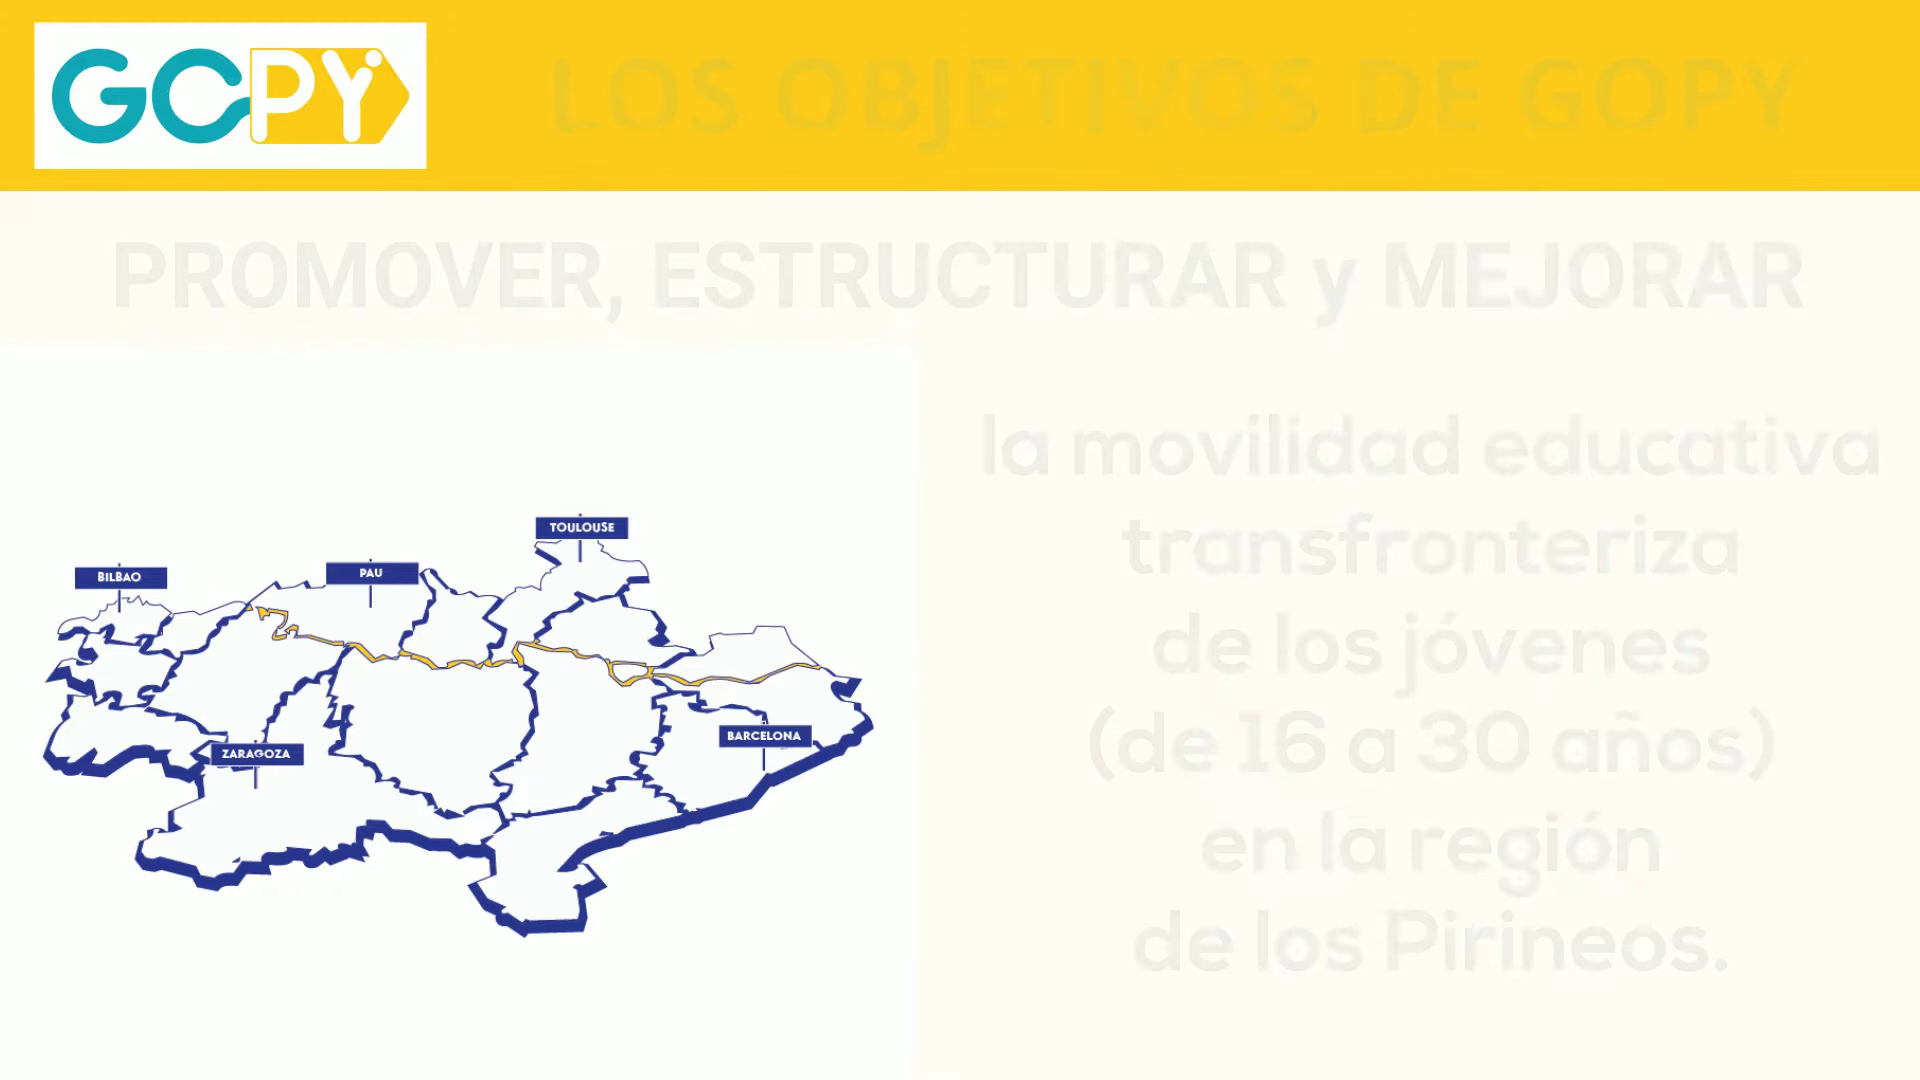 GOPY
LOS OBJETIVOS DE GOPY
PROMOVER, ESTRUCTURAR y MEJORAR
TOULOUSE
PAU
BILBAO
BARCELONA
ZARAGOZA
la movilidad educativa
transfronteriza
de los jóvenes
(de 16 a 30 años)
en la región
de los Pirineos.